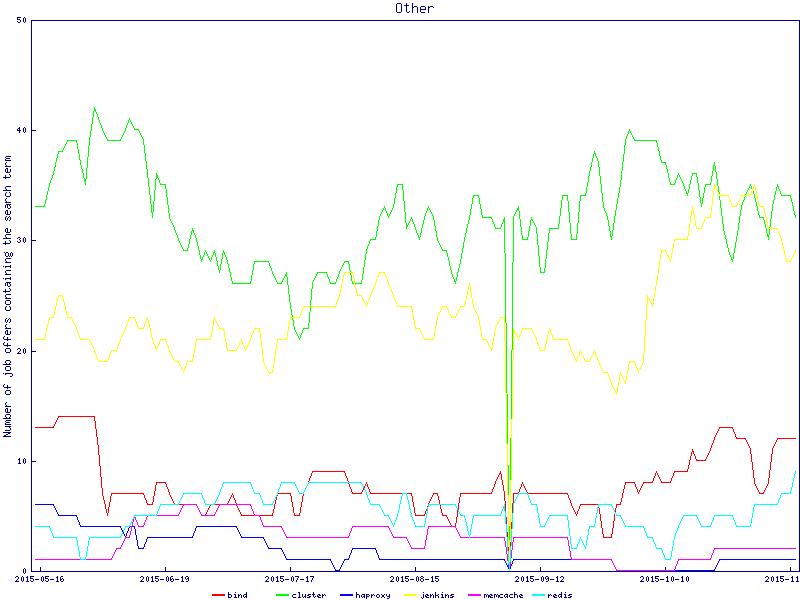 Other
Number of job offers containing the search term
50
40
30
20
10
0
2015-05-16 2015-06-19 2015-07-17 2015-08-15 2015-09-12 2015-10-10 2015-11
bind cluster haproxy jenkins memcache redis